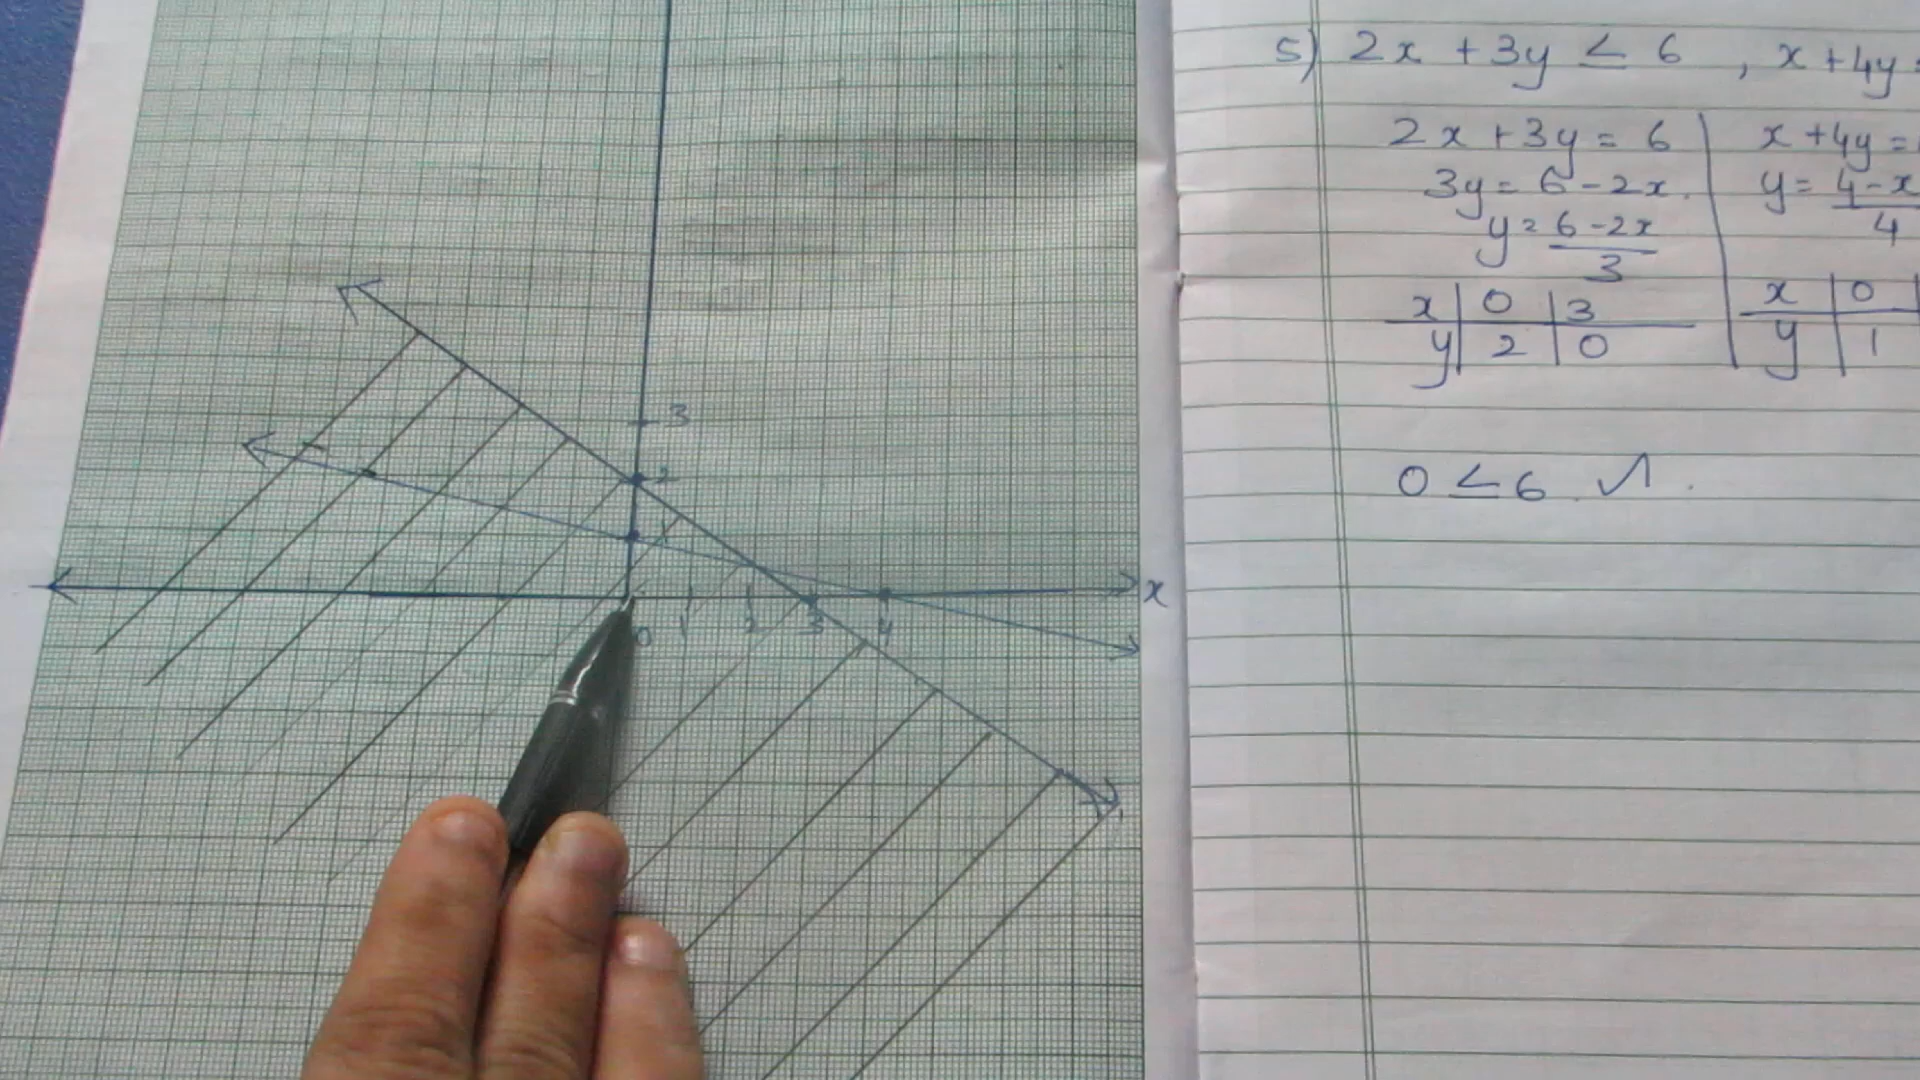 5) 2x + 3y ≤ 6 , x + 4y
2x + 3y = 6
3y = 6 - 2x
y = 6 - 2x
3
x 0 3
y 2 0
x + 4y =
y = 4 - x
4
x 0
y 1
0 ≤ 6 ✓
3
2
1
x
0 1 2 3 4